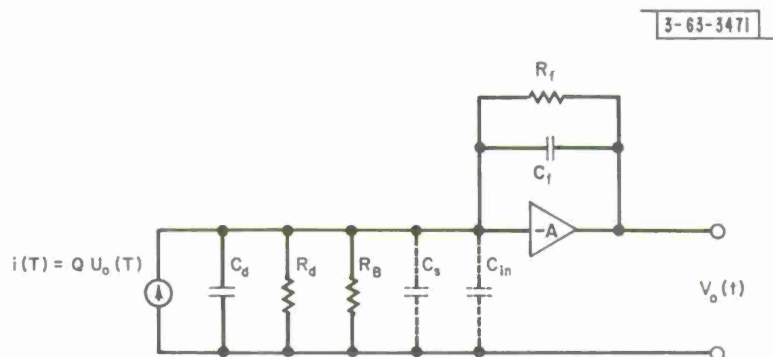 3-63-3471
R_f
C_f
-A
i(T) = Q U_o(T)
C_d
R_d
R_B
C_s
C_in
V_o(t)